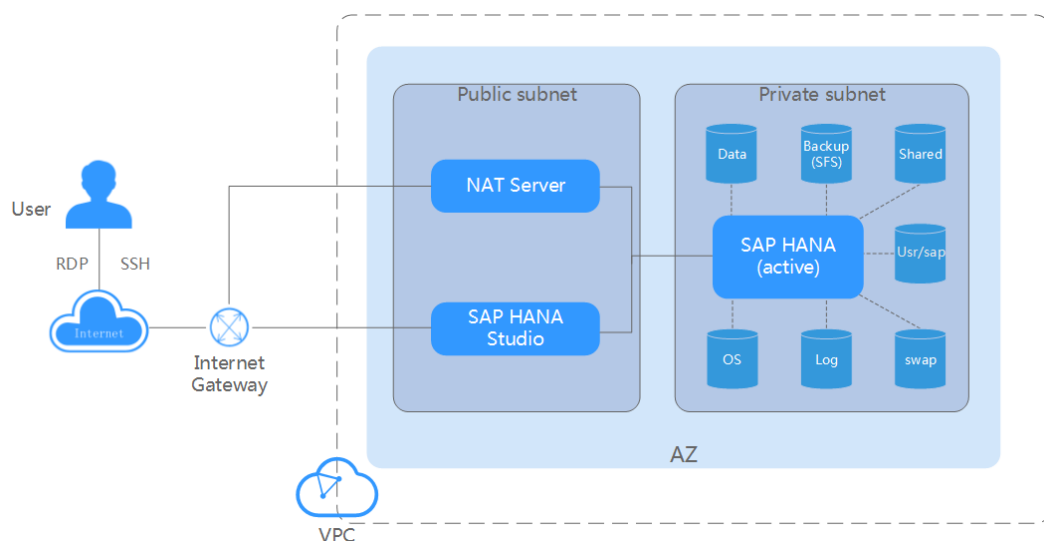 Public subnet
Private subnet
Data
Backup
(SFS)
Shared
NAT Server
User
SAP HANA
(active)
Usr/sap
RDP
SSH
Internet
SAP HANA
Studio
Internet
Gateway
OS
Log
swap
AZ
VPC